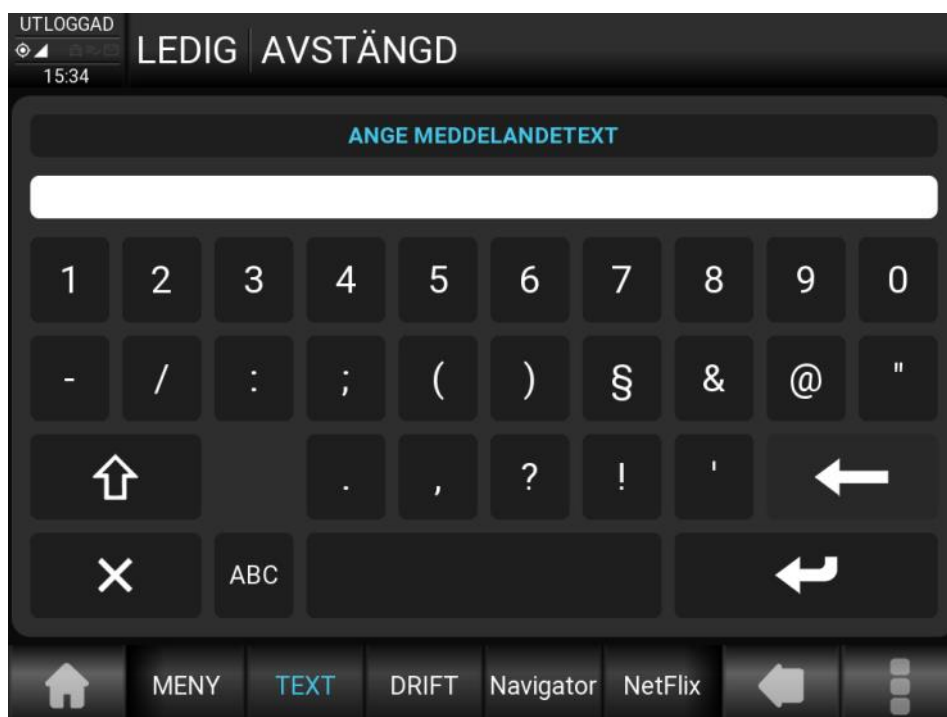 UTLOGGAD
15:34
LEDIG AVSTÄNGD
ANGE MEDDELANDETEXT
1 2 3 4 5 6 7 8 9 0
- / : ; ( ) § & @ "
. , ? ! '
ABC
MENY TEXT DRIFT Navigator NetFlix